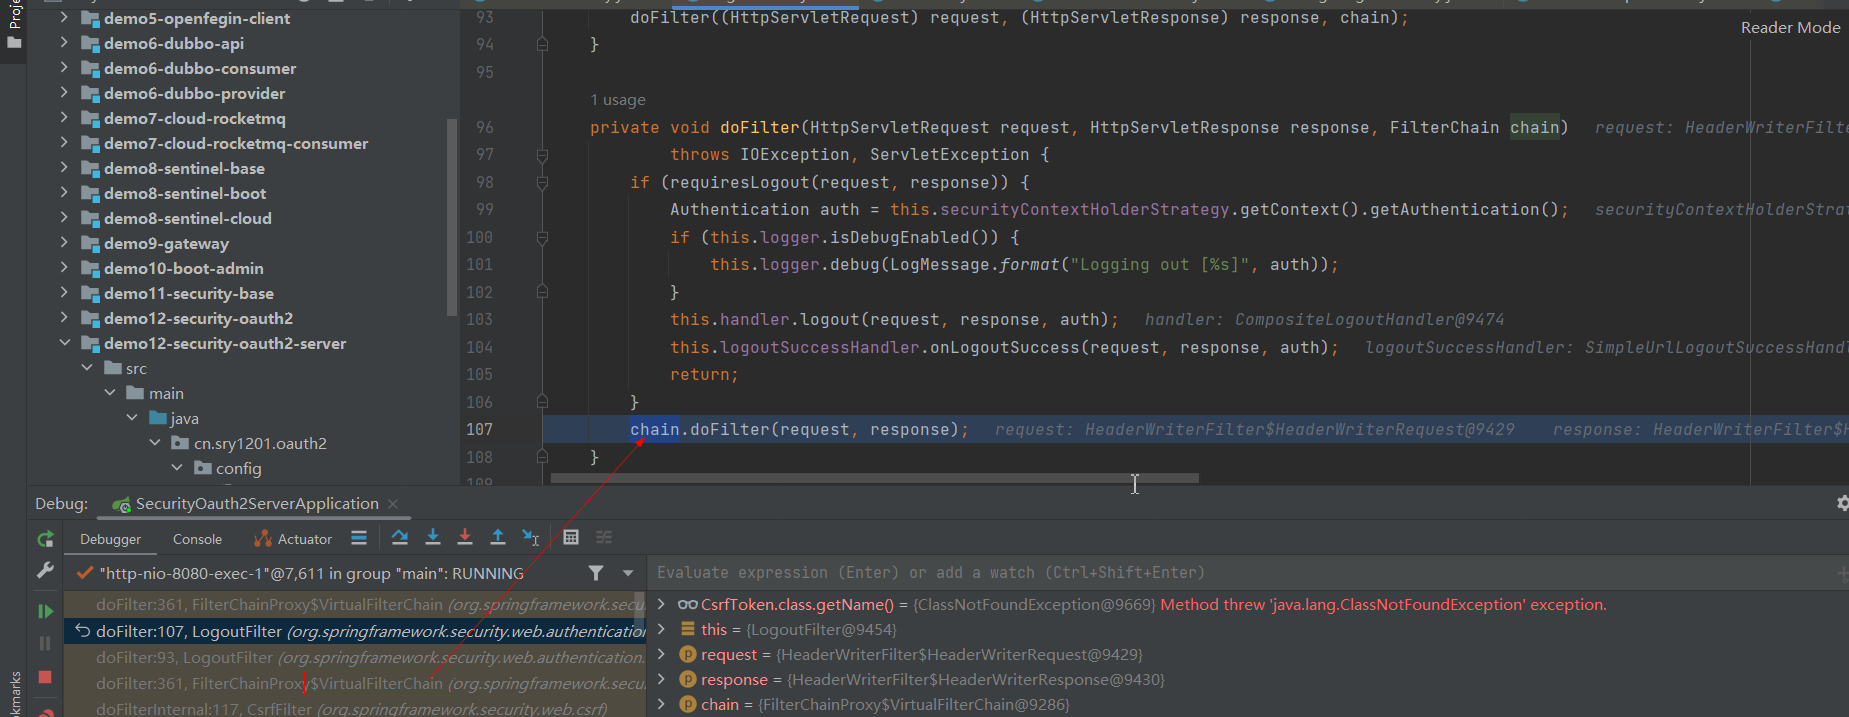 Proje
demo5-openfegin-client
demo6-dubbo-api
demo6-dubbo-consumer
demo6-dubbo-provider
demo7-cloud-rocketmq
demo7-cloud-rocketmq-consumer
demo8-sentinel-base
demo8-sentinel-boot
demo8-sentinel-cloud
demo9-gateway
demo10-boot-admin
demo11-security-base
demo12-security-oauth2
demo12-security-oauth2-server
src
main
java
cn.sry1201.oauth2
config
Reader Mode
93 doFilter((HttpServletRequest) request, (HttpServletResponse) response, chain);
94 }
95
1 usage
96 private void doFilter(HttpServletRequest request, HttpServletResponse response, FilterChain chain) request: HeaderWriterFilte
97 throws IOException, ServletException {
98 if (requiresLogout(request, response)) {
99 Authentication auth = this.securityContextHolderStrategy.getContext().getAuthentication(); securityContextHolderStrat
100 if (this.logger.isDebugEnabled()) {
101 this.logger.debug(LogMessage.format("Logging out [%s]", auth));
102 }
103 this.handler.logout(request, response, auth); handler: CompositeLogoutHandler@9474
104 this.logoutSuccessHandler.onLogoutSuccess(request, response, auth); logoutSuccessHandler: SimpleUrlLogoutSuccessHandl
105 return;
106 }
107 chain.doFilter(request, response); request: HeaderWriterFilter$HeaderWriterRequest@9429 response: HeaderWriterFilter$H
108 }
109
Debug: SecurityOauth2ServerApplication
Debugger Console Actuator
"http-nio-8080-exec-1"@7,611 in group "main": RUNNING
doFilter:361, FilterChainProxy$VirtualFilterChain (org.springframework.secu
doFilter:107, LogoutFilter (org.springframework.security.web.authentication
doFilter:93, LogoutFilter (org.springframework.security.web.authentication.
doFilter:361, FilterChainProxy$VirtualFilterChain (org.springframework.secu
doFilterInternal:117, CsrfFilter (org.springframework.security.web.csrf)
Evaluate expression (Enter) or add a watch (Ctrl+Shift+Enter)
CsrfToken.class.getName() = {ClassNotFoundException@9669} Method threw 'java.lang.ClassNotFoundException' exception.
this = {LogoutFilter@9454}
request = {HeaderWriterFilter$HeaderWriterRequest@9429}
response = {HeaderWriterFilter$HeaderWriterResponse@9430}
chain = {FilterChainProxy$VirtualFilterChain@9286}
okmarks